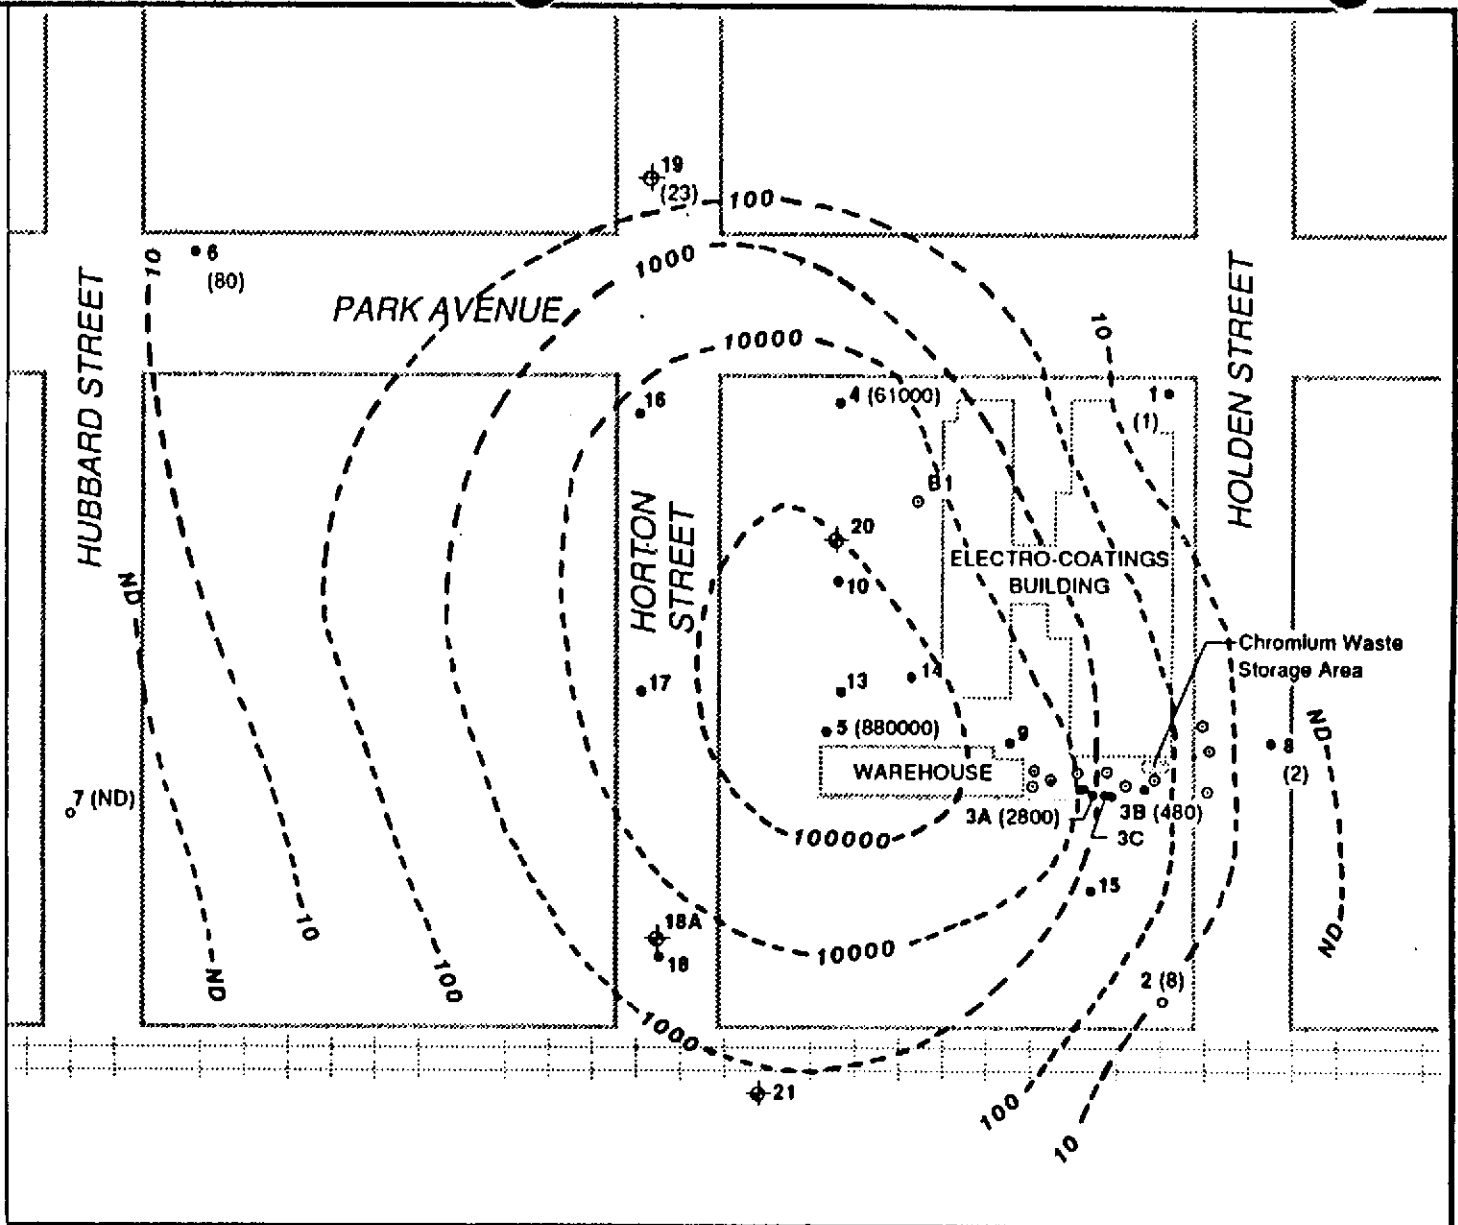 19
(23)
100
6
(80)
10
1000
PARK AVENUE
HUBBARD STREET
HOLDEN STREET
10
10000
16
4 (61000)
1
(1)
B1
HORTON
STREET
20
ELECTRO-COATINGS
BUILDING
10
ND
Chromium Waste
Storage Area
14
17
13
5 (880000)
9
ND
8
(2)
WAREHOUSE
7 (ND)
3A (2800)
3B (480)
3C
100000
15
10
18A
18
10000
ND
100
ND
2 (8)
1000
21
100
10